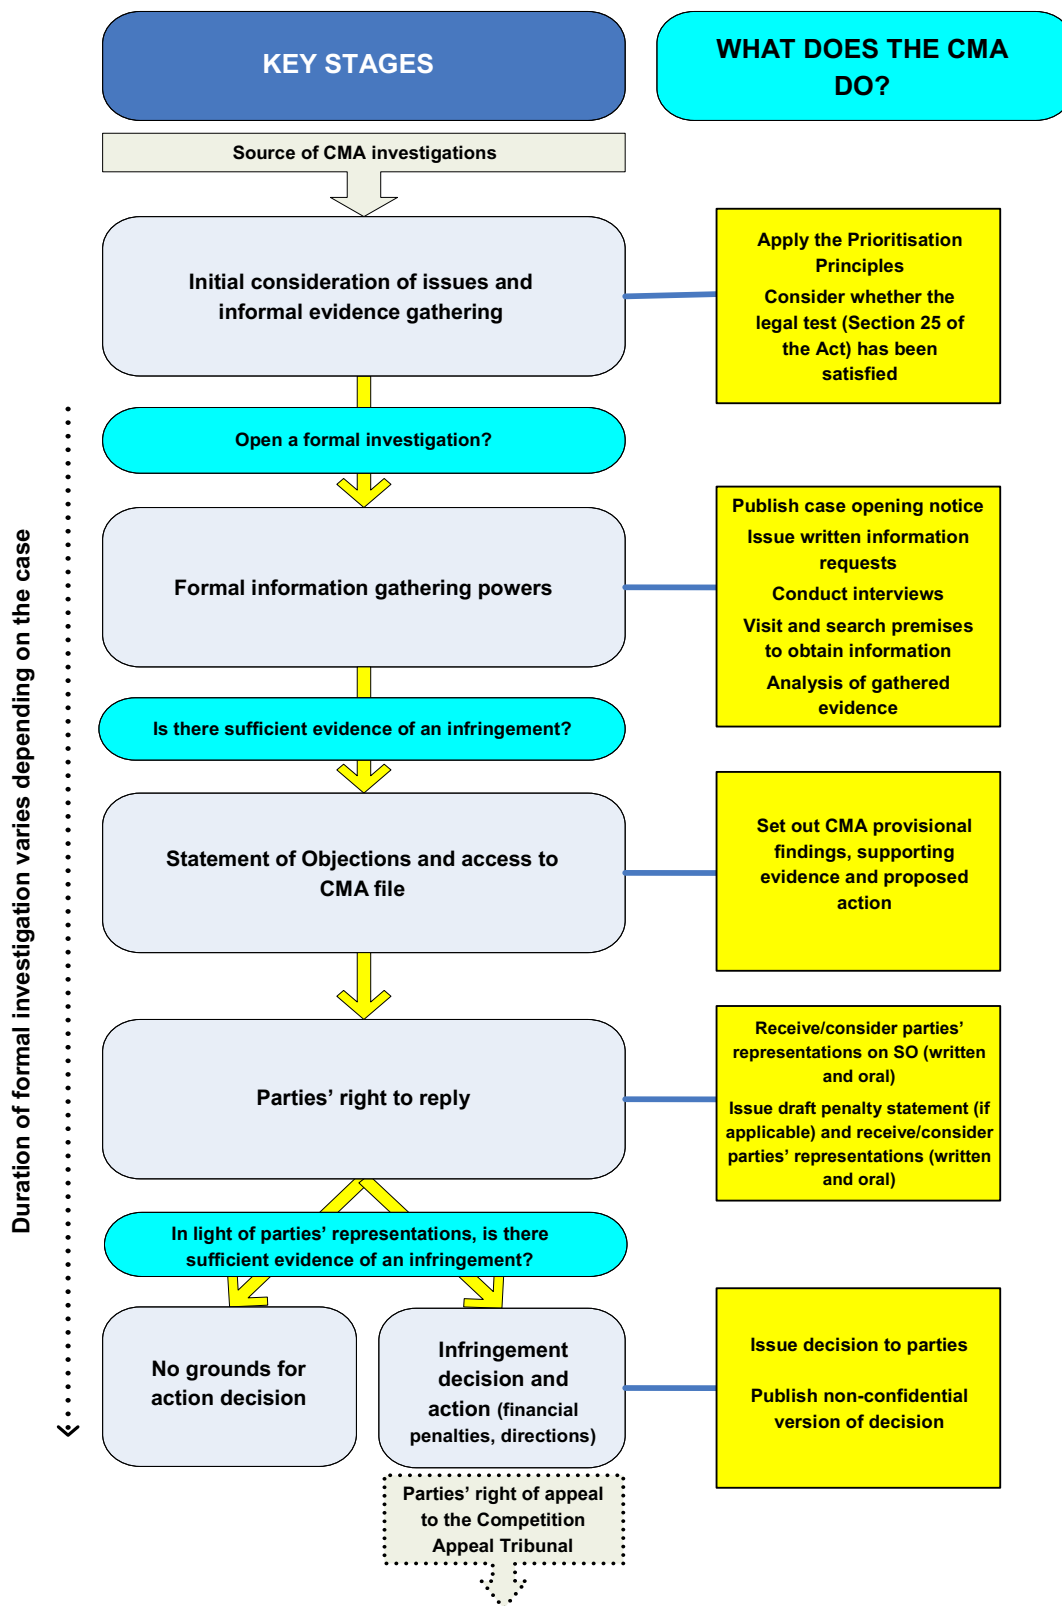 KEY STAGES
WHAT DOES THE CMA
DO?
Source of CMA investigations
Initial consideration of issues and
informal evidence gathering
Apply the Prioritisation
Principles
Consider whether the
legal test (Section 25 of
the Act) has been
satisfied
Open a formal investigation?
Formal information gathering powers
Publish case opening notice
Issue written information
requests
Conduct interviews
Visit and search premises
to obtain information
Analysis of gathered
evidence
Is there sufficient evidence of an infringement?
Statement of Objections and access to
CMA file
Set out CMA provisional
findings, supporting
evidence and proposed
action
Parties’ right to reply
Receive/consider parties’
representations on SO (written
and oral)
Issue draft penalty statement (if
applicable) and receive/consider
parties’ representations (written
and oral)
In light of parties’ representations, is there
sufficient evidence of an infringement?
No grounds for
action decision
Infringement
decision and
action (financial
penalties, directions)
Issue decision to parties
Publish non-confidential
version of decision
Parties’ right of appeal
to the Competition
Appeal Tribunal
Duration of formal investigation varies depending on the case